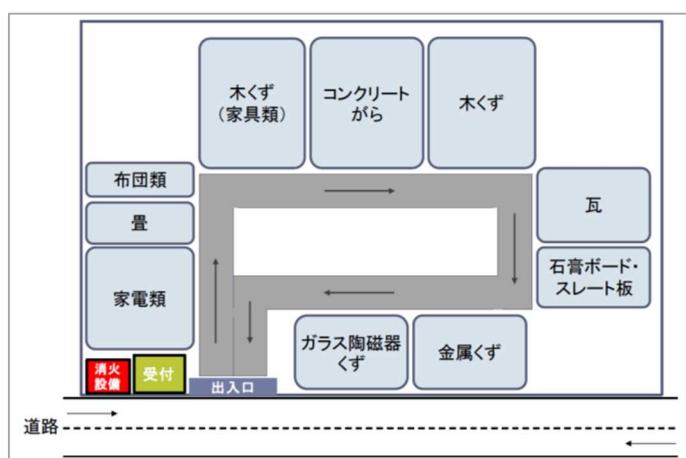 木くず
（家具類）
コンクリート
がら
木くず
布団類
畳
家電類
瓦
石膏ボード・
スレート板
ガラス陶磁器
くず
金属くず
消火
設備
受付
出入口
道路